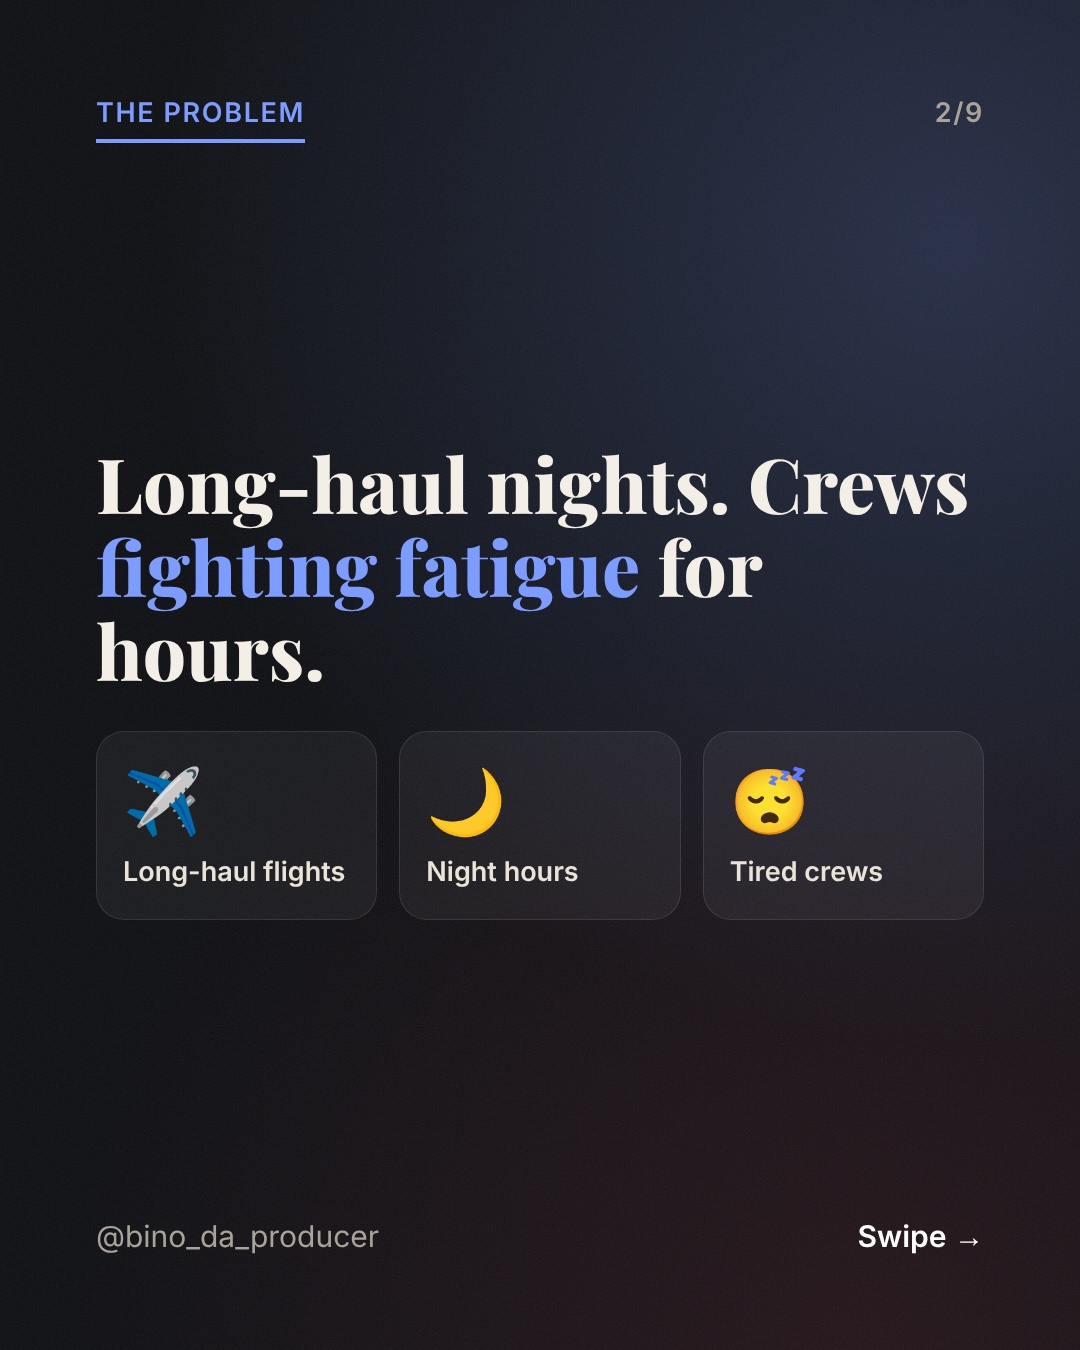 THE PROBLEM
2/9
Long-haul nights. Crews
fighting fatigue for
hours.
Long-haul flights
Night hours
Tired crews
@bino_da_producer
Swipe →